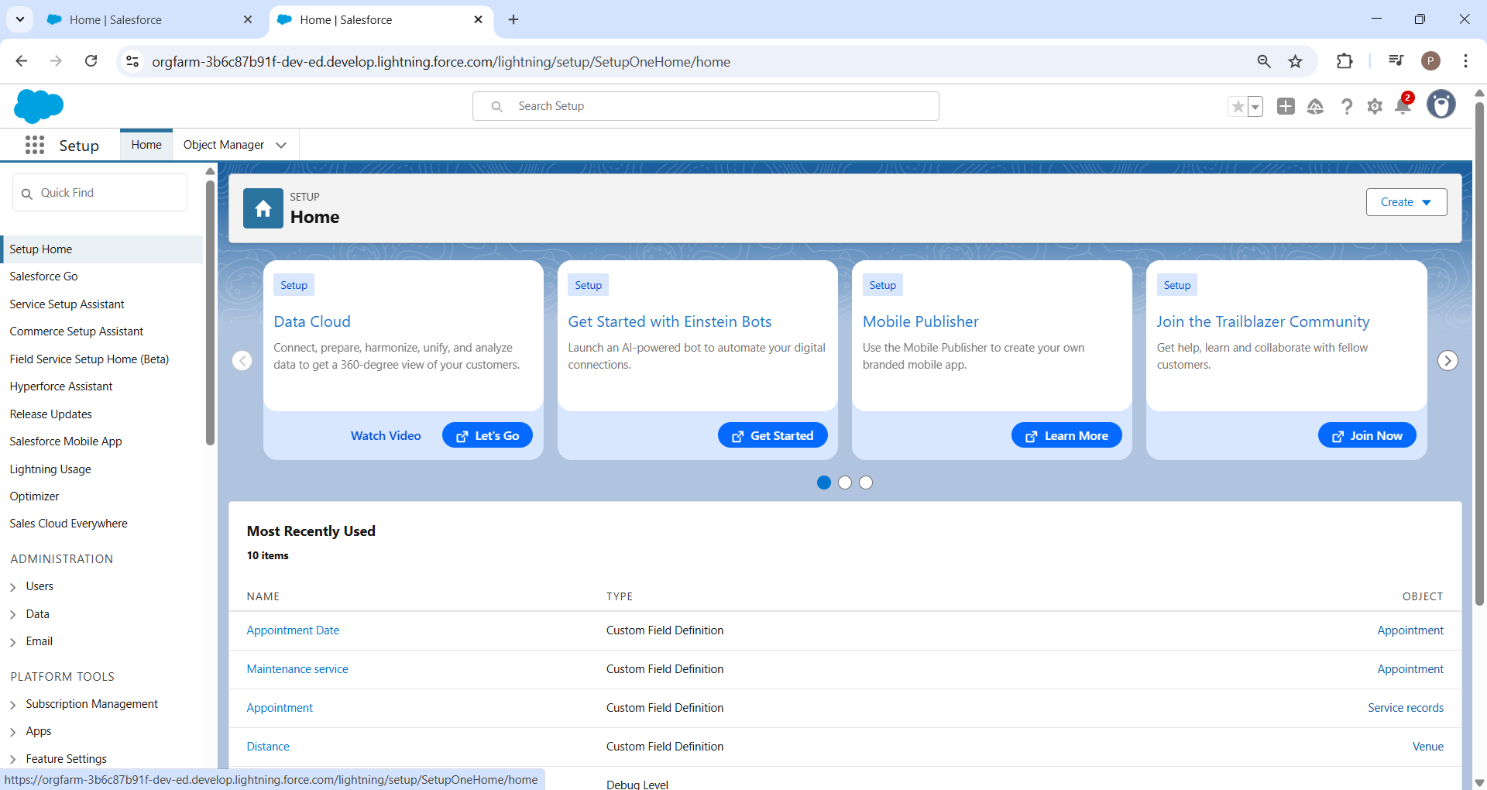 Home | Salesforce
Home | Salesforce
orgfarm-3b6c87b91f-dev-ed.develop.lightning.force.com/lightning/setup/SetupOneHome/home
P
Search Setup
2
Setup
Home
Object Manager
Quick Find
Setup Home
Salesforce Go
Service Setup Assistant
Commerce Setup Assistant
Field Service Setup Home (Beta)
Hyperforce Assistant
Release Updates
Salesforce Mobile App
Lightning Usage
Optimizer
Sales Cloud Everywhere
ADMINISTRATION
Users
Data
Email
PLATFORM TOOLS
Subscription Management
Apps
Feature Settings
SETUP
Home
Create
Setup
Data Cloud
Connect, prepare, harmonize, unify, and analyze
data to get a 360-degree view of your customers.
Watch Video
Let's Go
Setup
Get Started with Einstein Bots
Launch an AI-powered bot to automate your digital
connections.
Get Started
Setup
Mobile Publisher
Use the Mobile Publisher to create your own
branded mobile app.
Learn More
Setup
Join the Trailblazer Community
Get help, learn and collaborate with fellow
customers.
Join Now
Most Recently Used
10 items
NAME TYPE OBJECT
Appointment Date Custom Field Definition Appointment
Maintenance service Custom Field Definition Appointment
Appointment Custom Field Definition Service records
Distance Custom Field Definition Venue
Debug Level
https://orgfarm-3b6c87b91f-dev-ed.develop.lightning.force.com/lightning/setup/SetupOneHome/home